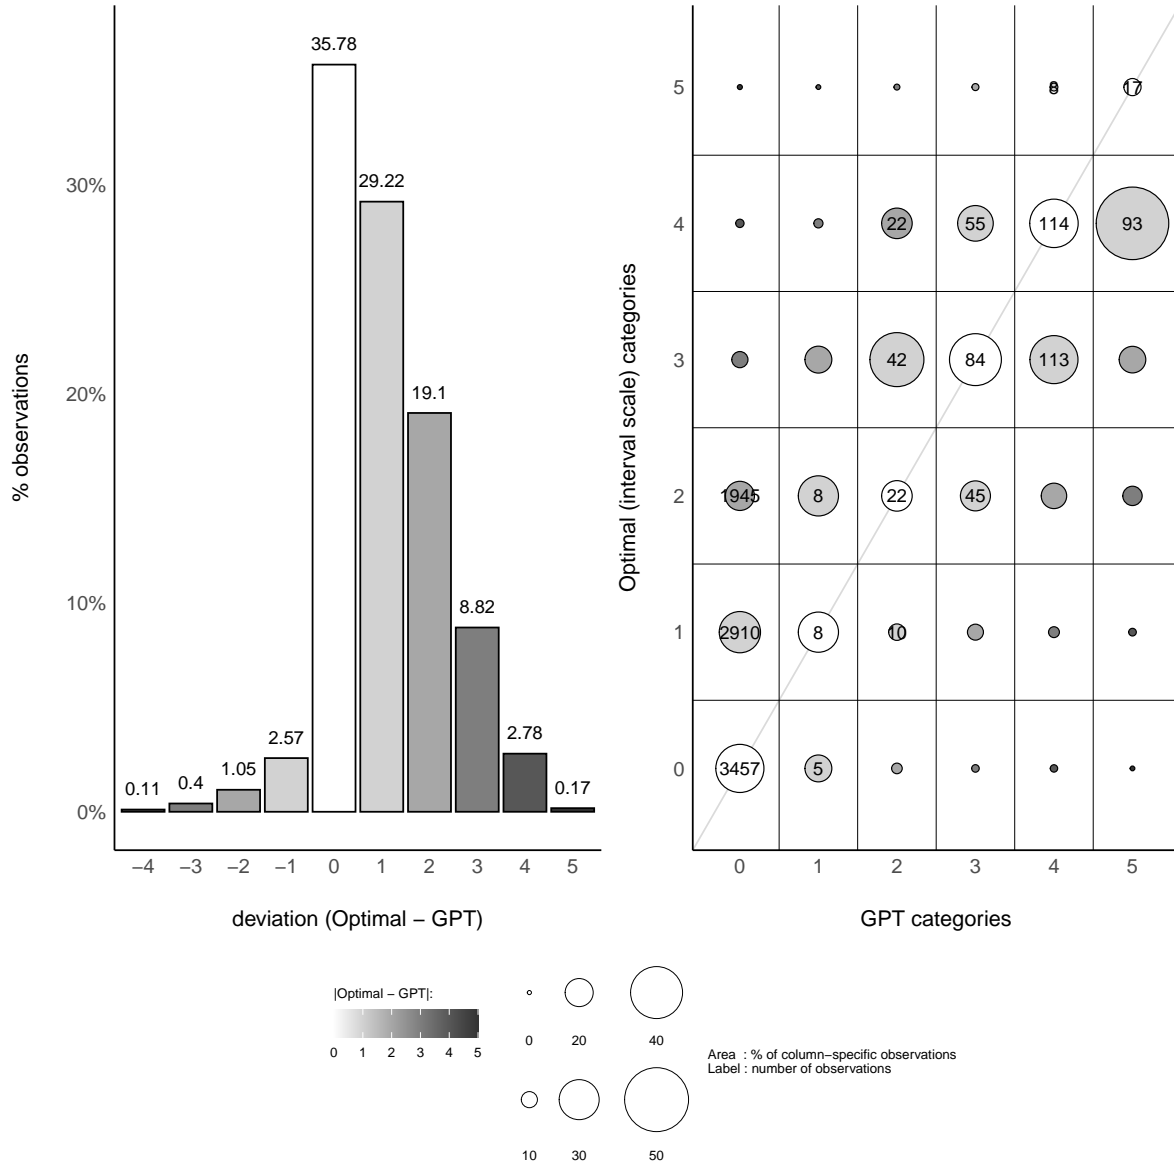 35.78
29.22
19.1
8.82
2.57
2.78
1.05
0.4
0.11
0.17
30%
20%
10%
0%
% observations
−4 −3 −2 −1 0 1 2 3 4 5
deviation (Optimal − GPT)
Optimal (interval scale) categories
5 17
4 22 55 114 93
3 42 84 113
2 1945 8 22 45
1 2910 8 10
0 3457 5
0 1 2 3 4 5
GPT categories
|Optimal − GPT|:
0 1 2 3 4 5
0 20 40
10 30 50
Area : % of column−specific observations
Label : number of observations